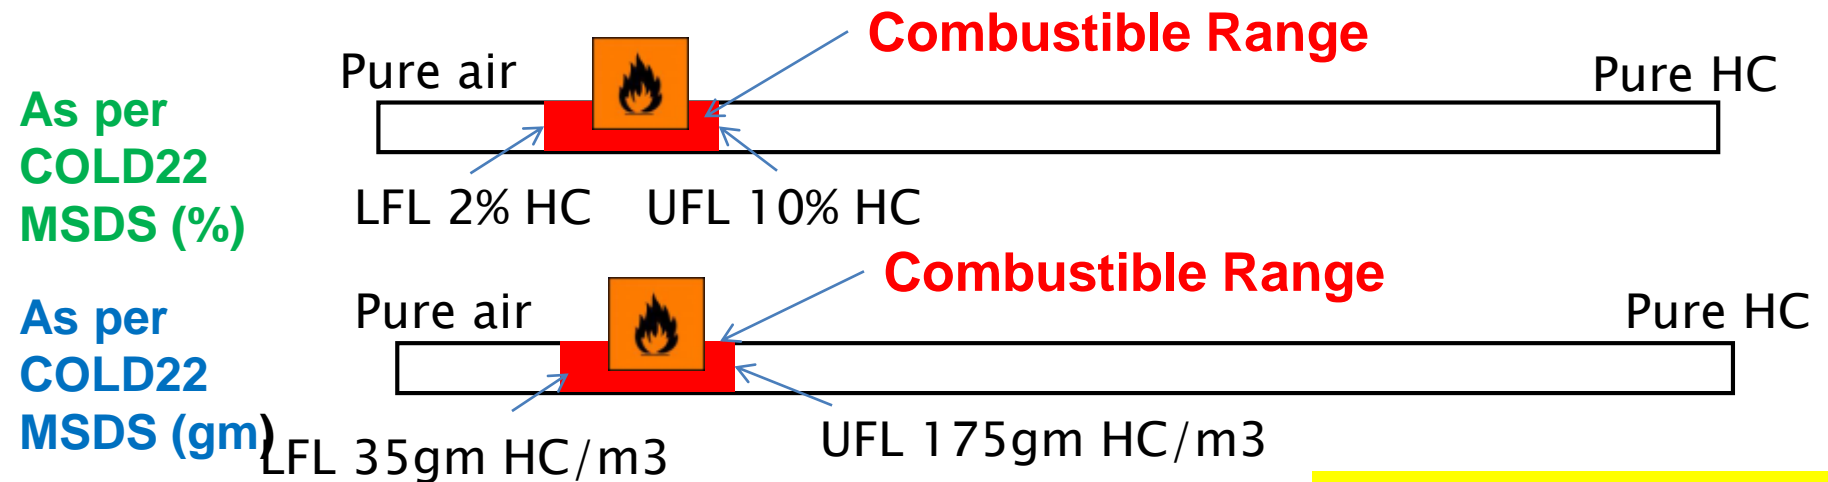 Combustible Range
Pure air
Pure HC
As per
COLD22
MSDS (%)
LFL 2% HC
UFL 10% HC
Combustible Range
Pure air
Pure HC
As per
COLD22
MSDS (gm)
LFL 35gm HC/m3
UFL 175gm HC/m3